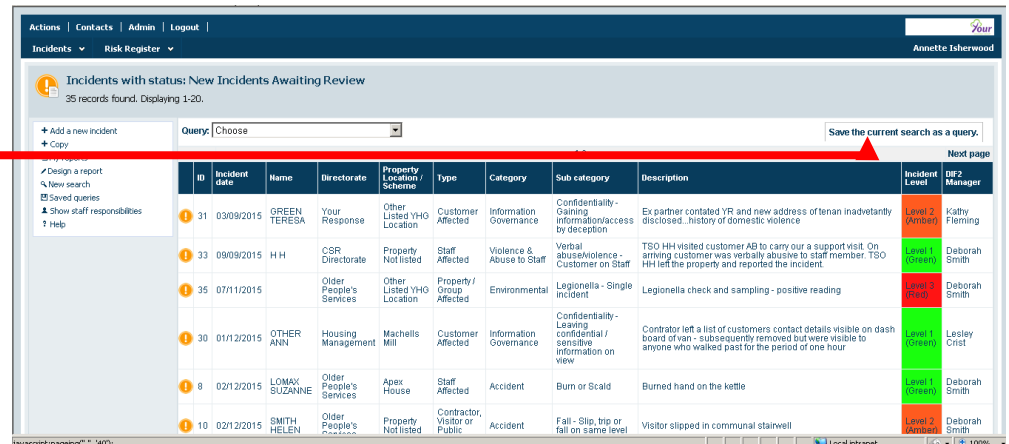 Actions | Contacts | Admin | Logout |
Your
Incidents Risk Register
Annette Isherwood
Incidents with status: New Incidents Awaiting Review
35 records found. Displaying 1-20.
+ Add a new incident
+ Copy
Design a report
New search
Saved queries
Show staff responsibilities
? Help
Query: Choose
Save the current search as a query.
Next page
ID Incident date Name Directorate Property Location / Scheme Type Category Sub category Description Incident Level DIF2 Manager
31 03/09/2015 GREEN TERESA Your Response Other Listed YHG Location Customer Affected Information Governance Confidentiality - Gaining information/access by deception Ex partner contated YR and new address of tenan inadvetantly disclosed...history of domestic violence Level 2 (Amber) Kathy Fleming
33 09/09/2015 H H CSR Directorate Property Not listed Staff Affected Violence & Abuse to Staff Verbal abuse/violence - Customer on Staff TSO HH visited customer AB to carry our a support visit. On arriving customer was verbally abusive to staff member. TSO HH left the property and reported the incident. Level 1 (Green) Deborah Smith
35 07/11/2015 Older People's Services Other Listed YHG Location Property / Group Affected Environmental Legionella - Single incident Legionella check and sampling - positive reading Level 3 (Red) Deborah Smith
30 01/12/2015 OTHER ANN Housing Management Machells Mill Customer Affected Information Governance Confidentiality - Leaving confidential / sensitive information on view Contrator left a list of customers contact details visible on dash board of van - subsequently removed but were visible to anyone who walked past for the period of one hour Level 1 (Green) Lesley Crist
8 02/12/2015 LOMAX SUZANNE Older People's Services Apex House Staff Affected Accident Burn or Scald Burned hand on the kettle Level 1 (Green) Deborah Smith
10 02/12/2015 SMITH HELEN Older People's Property Not listed Contractor, Visitor or Public Accident Fall - Slip, trip or fall on same level Visitor slipped in communal stairwell Level 2 (Amber) Deborah Smith
Local intranet 100%